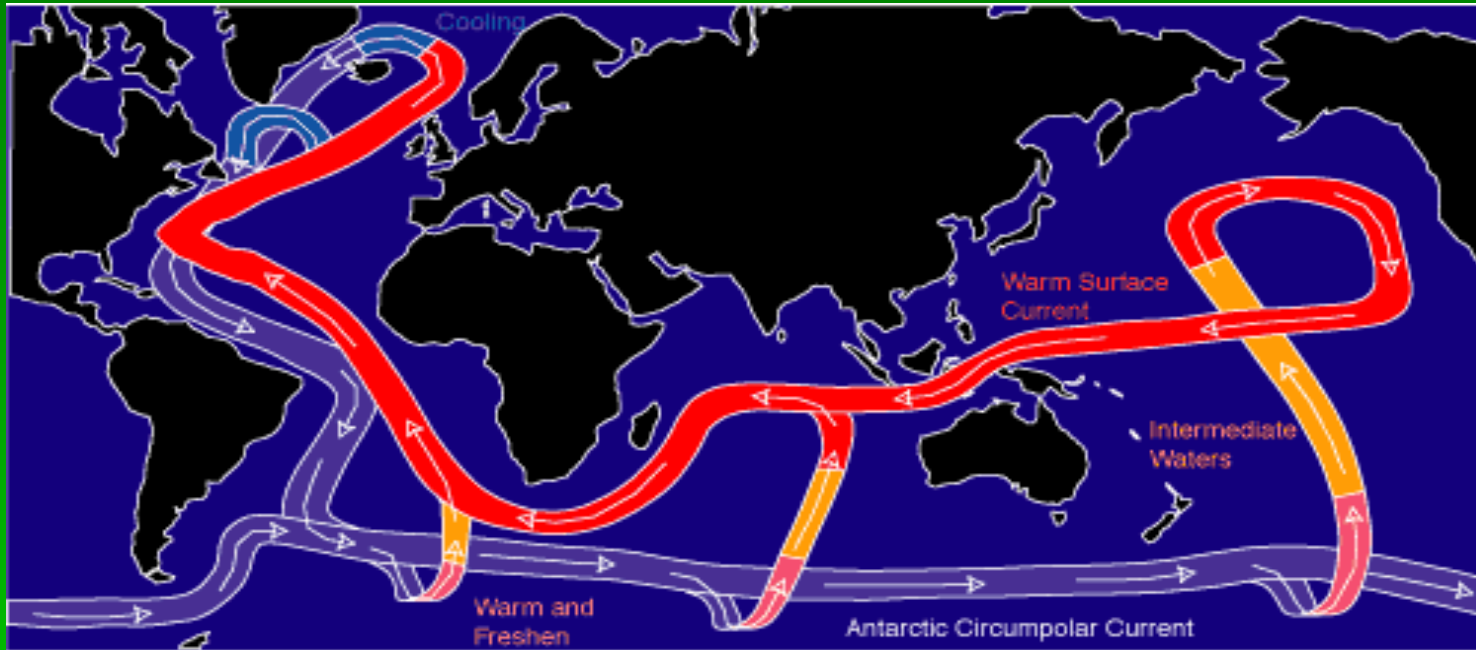 Cooling
Warm Surface
Current
Intermediate
Waters
Warm and
Freshen
Antarctic Circumpolar Current